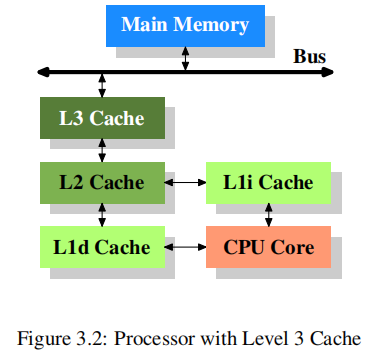 Main Memory
Bus
L3 Cache
L2 Cache
L1i Cache
L1d Cache
CPU Core
Figure 3.2: Processor with Level 3 Cache